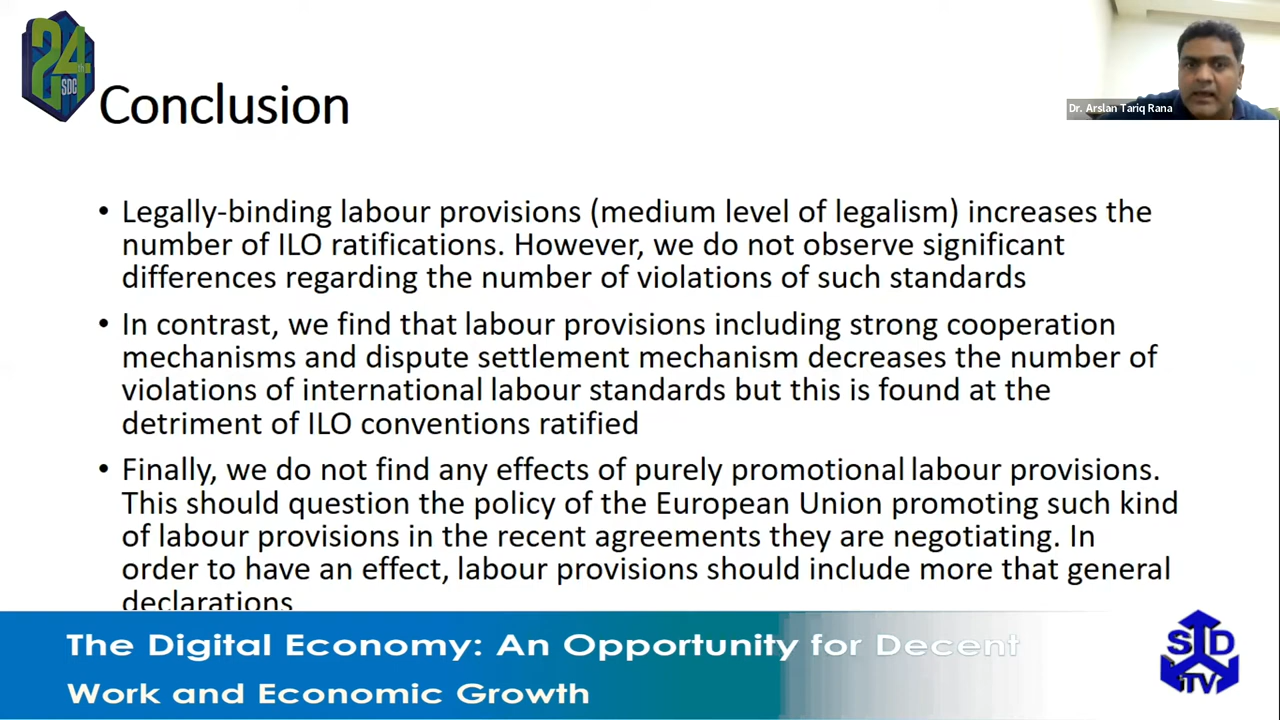 24th
SDC
Conclusion
Dr. Arslan Tariq Rana
• Legally-binding labour provisions (medium level of legalism) increases the
number of ILO ratifications. However, we do not observe significant
differences regarding the number of violations of such standards
• In contrast, we find that labour provisions including strong cooperation
mechanisms and dispute settlement mechanism decreases the number of
violations of international labour standards but this is found at the
detriment of ILO conventions ratified
• Finally, we do not find any effects of purely promotional labour provisions.
This should question the policy of the European Union promoting such kind
of labour provisions in the recent agreements they are negotiating. In
order to have an effect, labour provisions should include more that general
declarations
The Digital Economy: An Opportunity for Decent
Work and Economic Growth
SD
TV